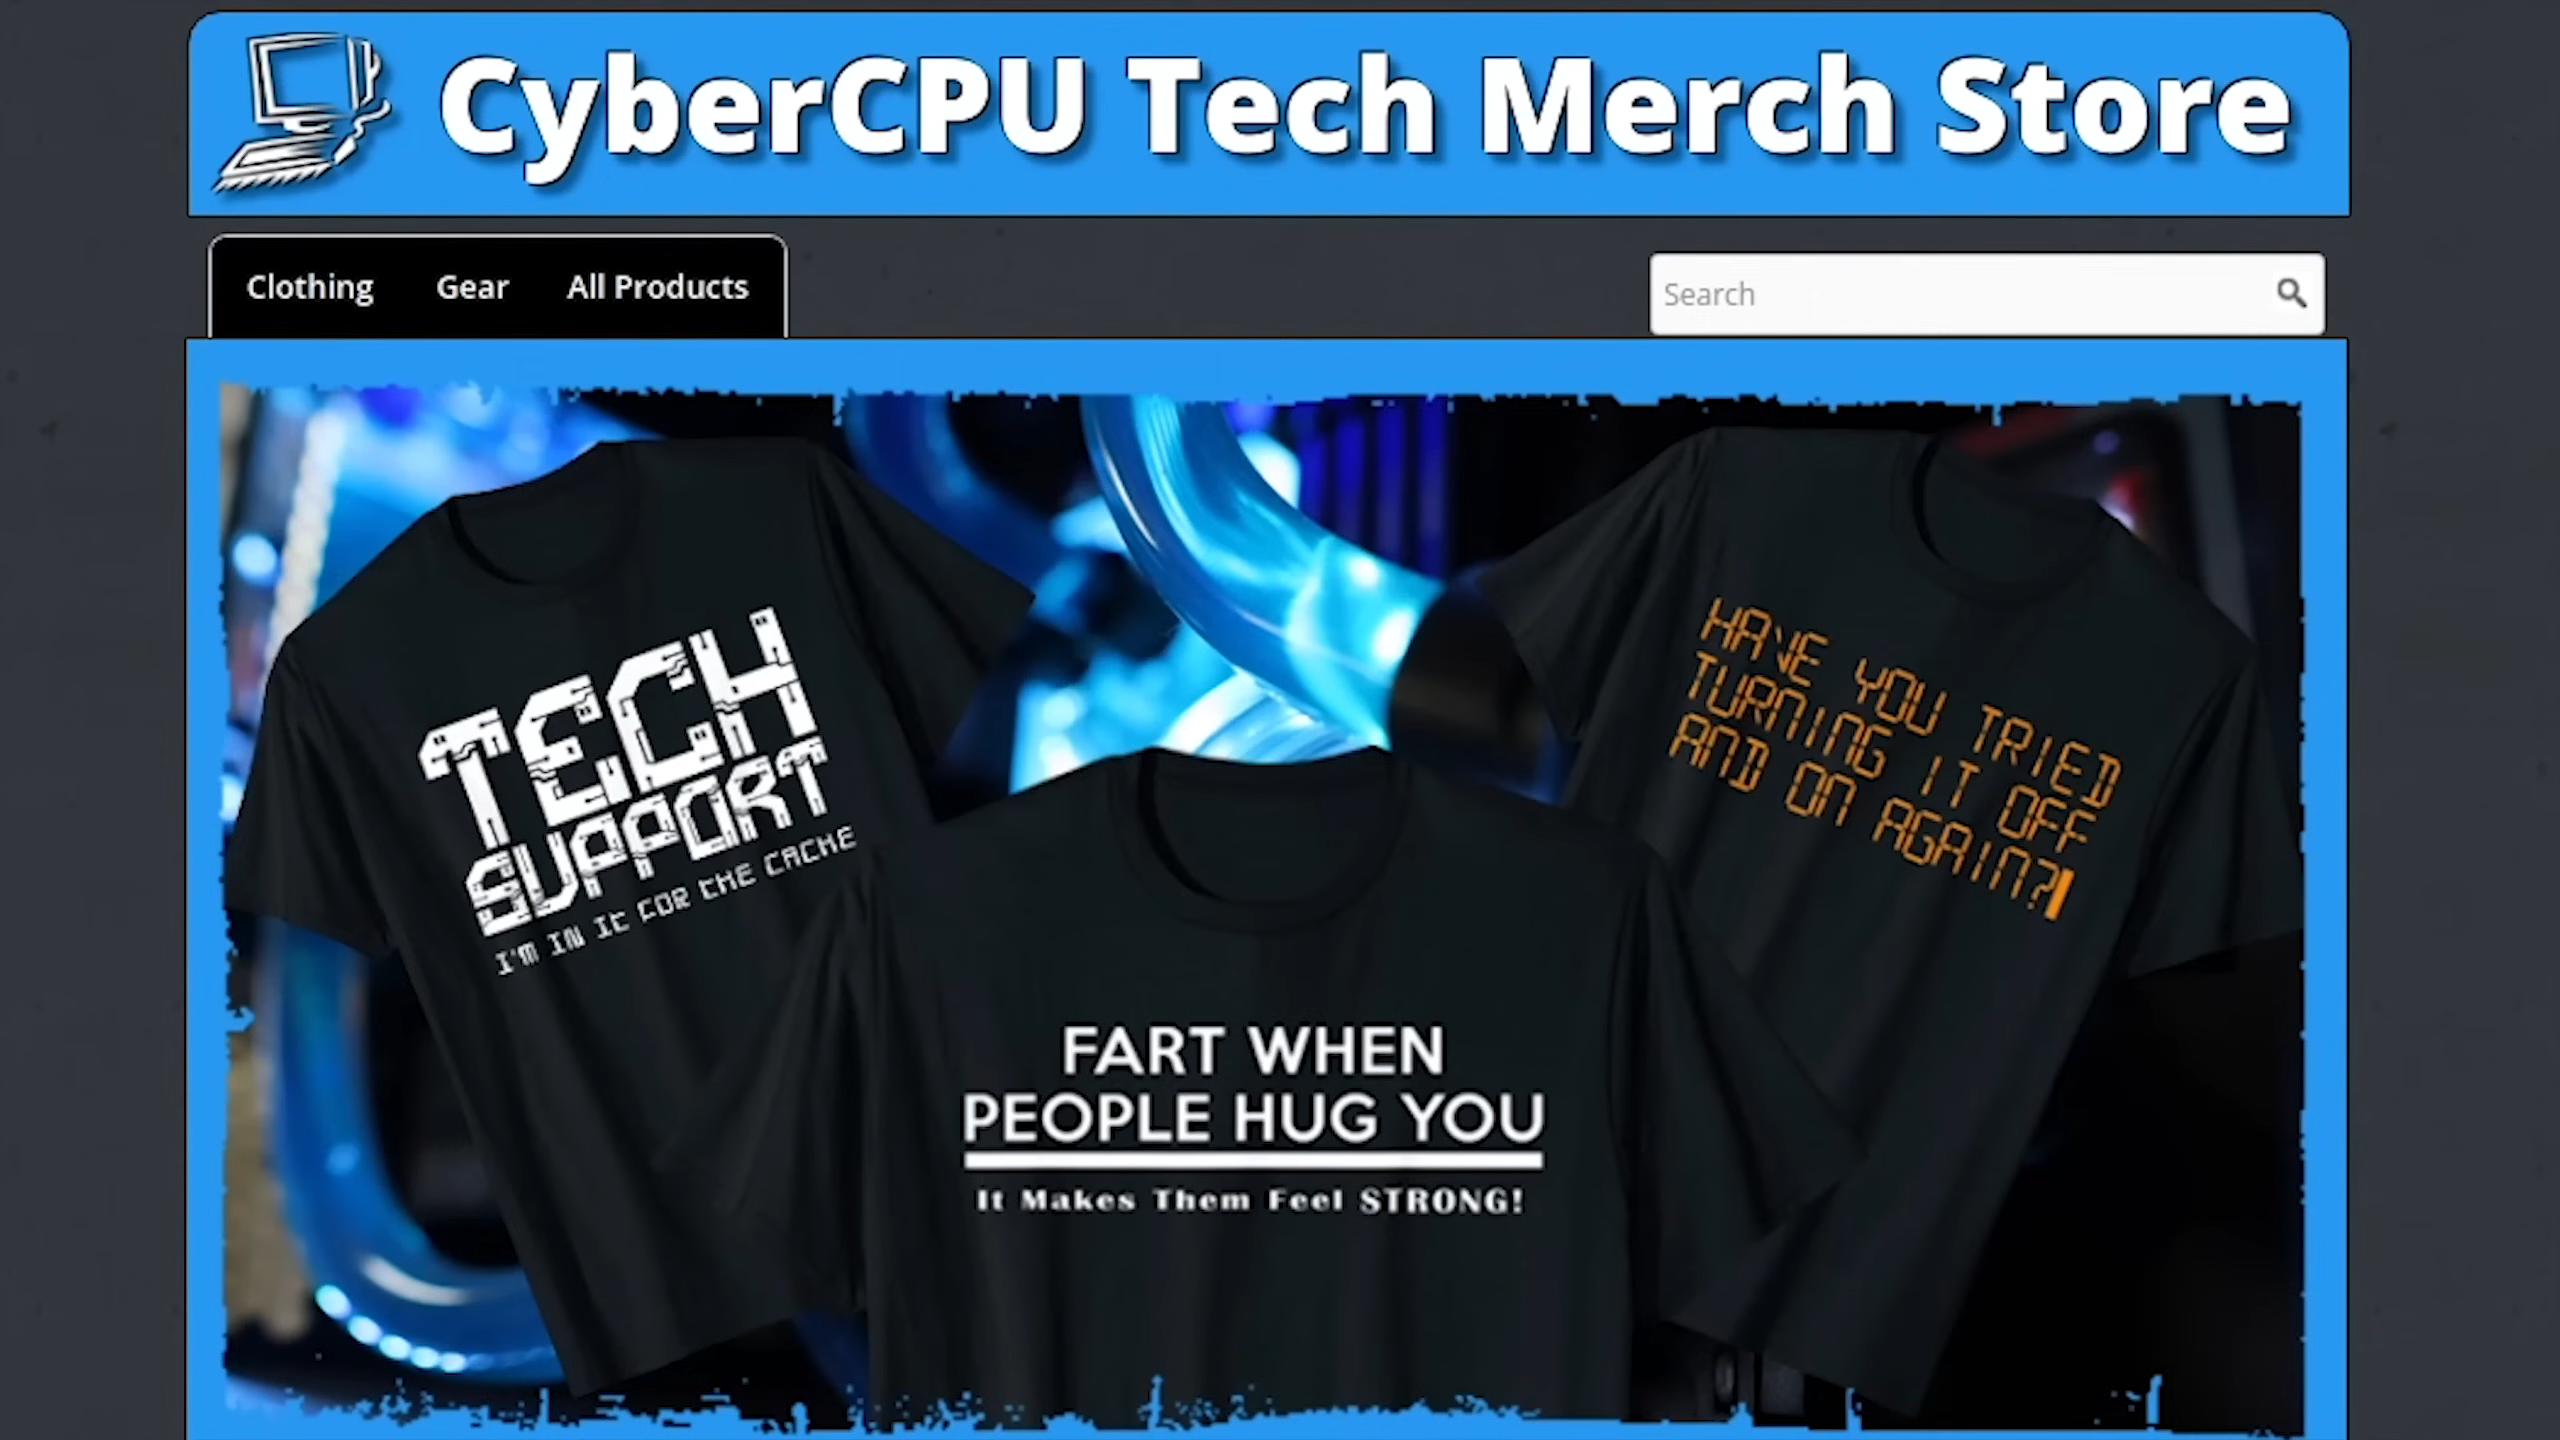 CyberCPU Tech Merch Store
Clothing
Gear
All Products
Search
TECH
SUPPORT
I'M IN IT FOR THE CACHE
HAVE YOU TRIED
TURNING IT OFF
AND ON AGAIN?
FART WHEN
PEOPLE HUG YOU
It Makes Them Feel STRONG!